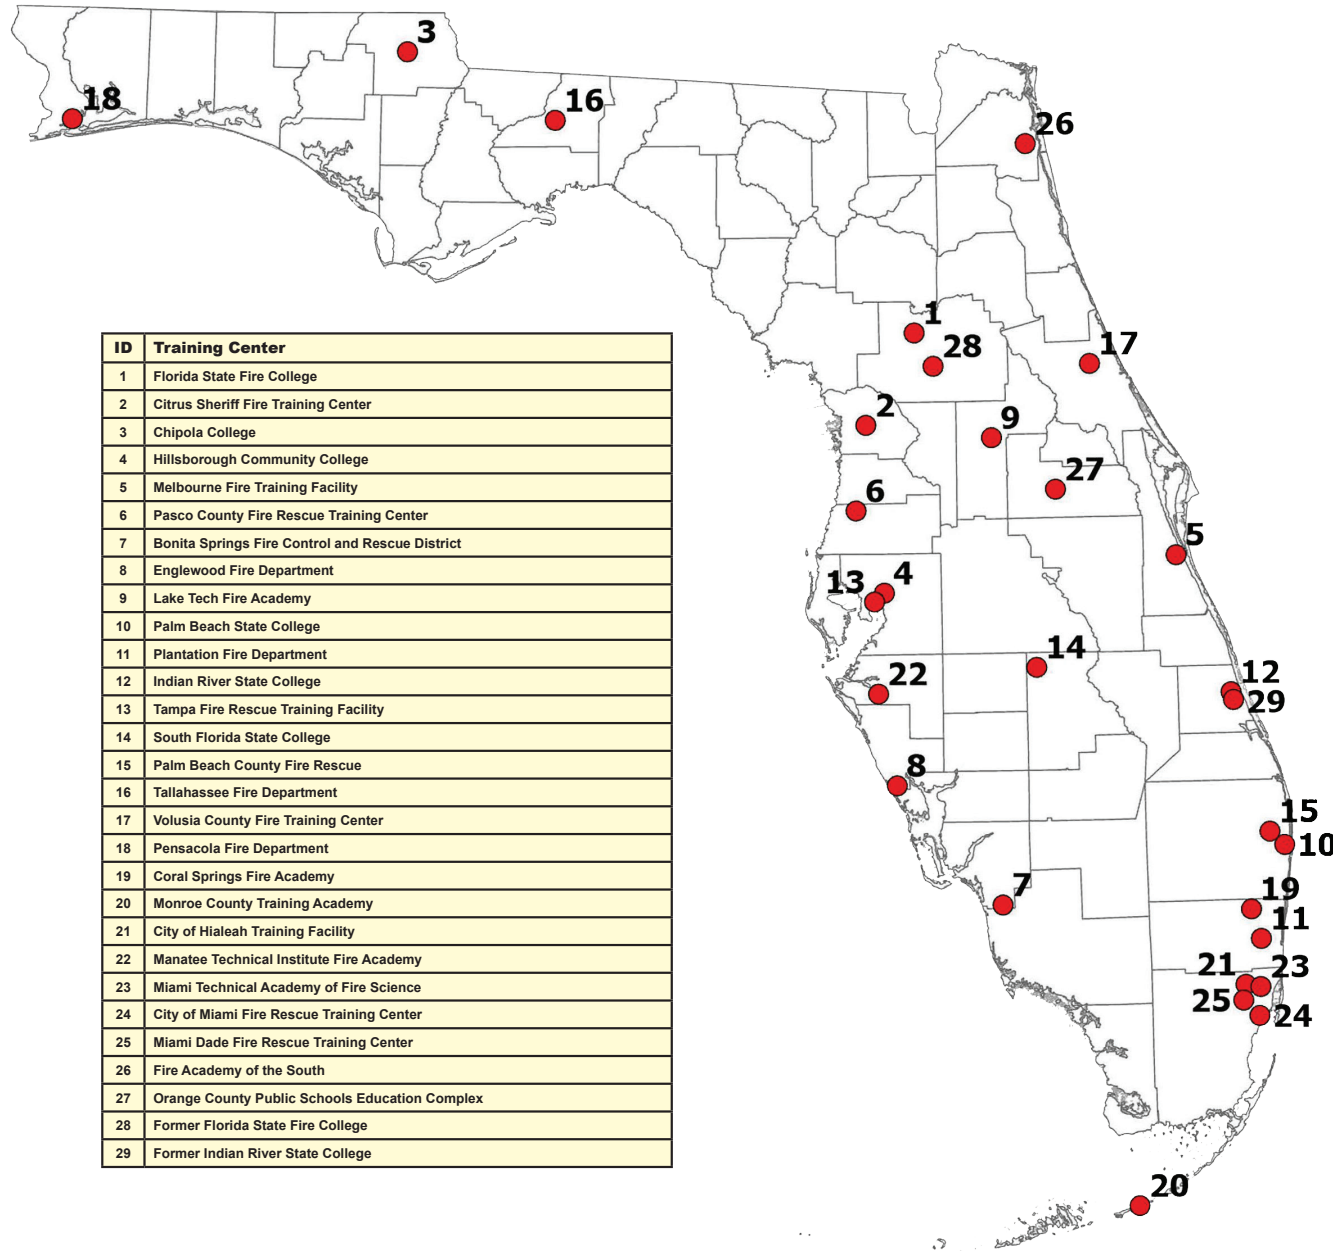 3
18
16
26
1
28
17
2
9
27
6
5
4
13
14
22
12
29
8
15
10
7
19
11
21
23
25
24
20
ID Training Center
1 Florida State Fire College
2 Citrus Sheriff Fire Training Center
3 Chipola College
4 Hillsborough Community College
5 Melbourne Fire Training Facility
6 Pasco County Fire Rescue Training Center
7 Bonita Springs Fire Control and Rescue District
8 Englewood Fire Department
9 Lake Tech Fire Academy
10 Palm Beach State College
11 Plantation Fire Department
12 Indian River State College
13 Tampa Fire Rescue Training Facility
14 South Florida State College
15 Palm Beach County Fire Rescue
16 Tallahassee Fire Department
17 Volusia County Fire Training Center
18 Pensacola Fire Department
19 Coral Springs Fire Academy
20 Monroe County Training Academy
21 City of Hialeah Training Facility
22 Manatee Technical Institute Fire Academy
23 Miami Technical Academy of Fire Science
24 City of Miami Fire Rescue Training Center
25 Miami Dade Fire Rescue Training Center
26 Fire Academy of the South
27 Orange County Public Schools Education Complex
28 Former Florida State Fire College
29 Former Indian River State College